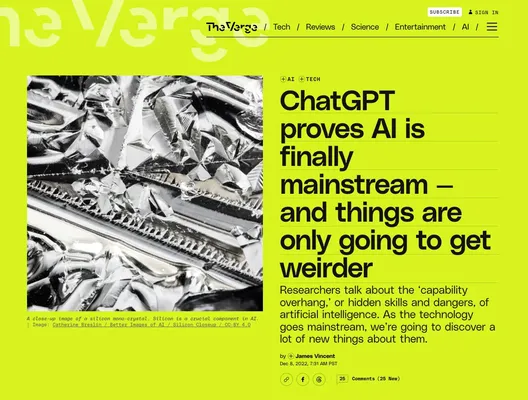 The Verge
SUBSCRIBE
SIGN IN
The Verge / Tech / Reviews / Science / Entertainment / AI /
AI TECH
ChatGPT
proves AI is
finally
mainstream —
and things are
only going to get
weirder
Researchers talk about the ‘capability
overhang,’ or hidden skills and dangers, of
artificial intelligence. As the technology
goes mainstream, we’re going to discover a
lot of new things about them.
by James Vincent
Dec 8, 2022, 7:31 AM PST
25 Comments (25 New)
A close-up image of a silicon mono-crystal. Silicon is a crucial component in AI.
| Image: Catherine Breslin / Better Images of AI / Silicon Closeup / CC-BY 4.0